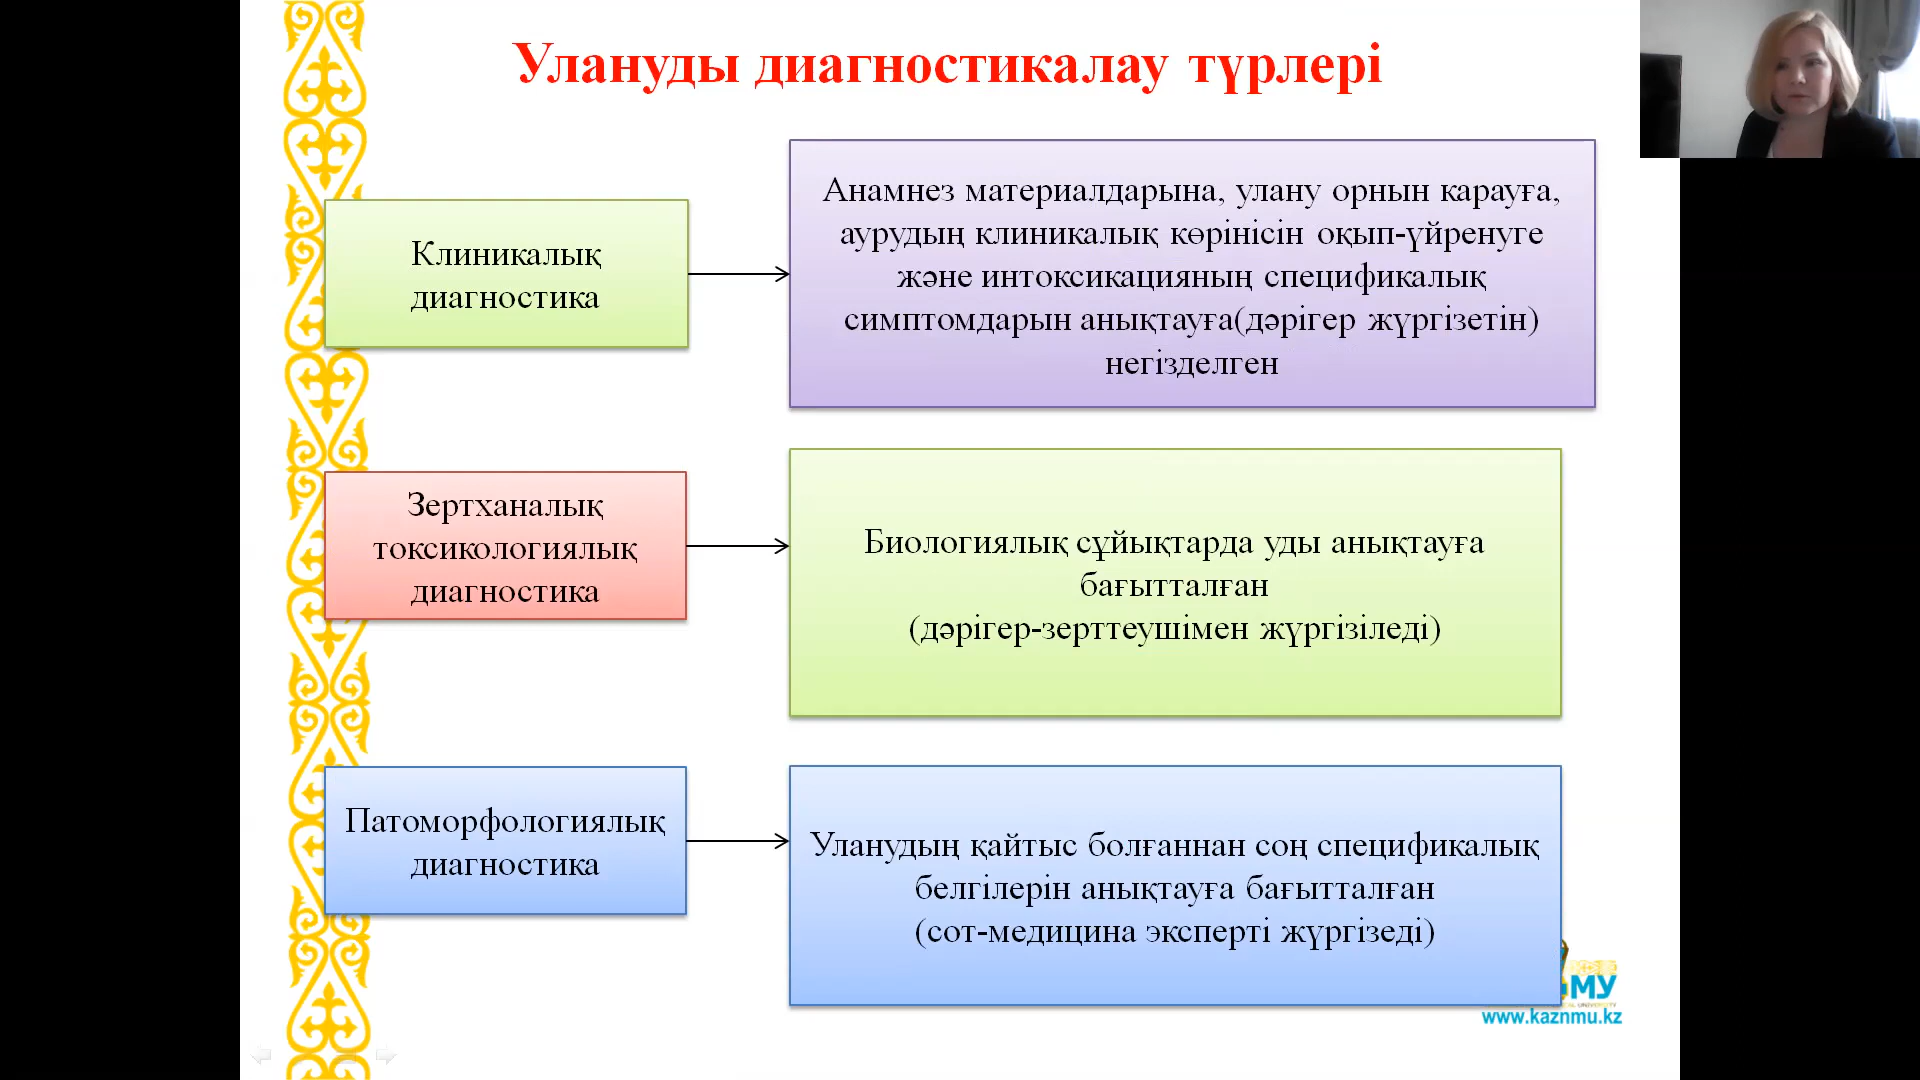 Улануды диагностикалау түрлері
Клиникалық
диагностика
Анамнез материалдарына, улану орнын карауға,
аурудың клиникалық көрінісін оқып-үйренуге
және интоксикацияның спецификалық
симптомдарын анықтауға(дәрігер жүргізетін)
негізделген
Зертханалық
токсикологиялық
диагностика
Биологиялық сұйықтарда уды анықтауға
бағытталған
(дәрігер-зерттеушімен жүргізіледі)
Патоморфологиялық
диагностика
Уланудың қайтыс болғаннан соң спецификалық
белгілерін анықтауға бағытталған
(сот-медицина эксперті жүргізеді)
МУ
UNIVERSITY
www.kaznmu.kz